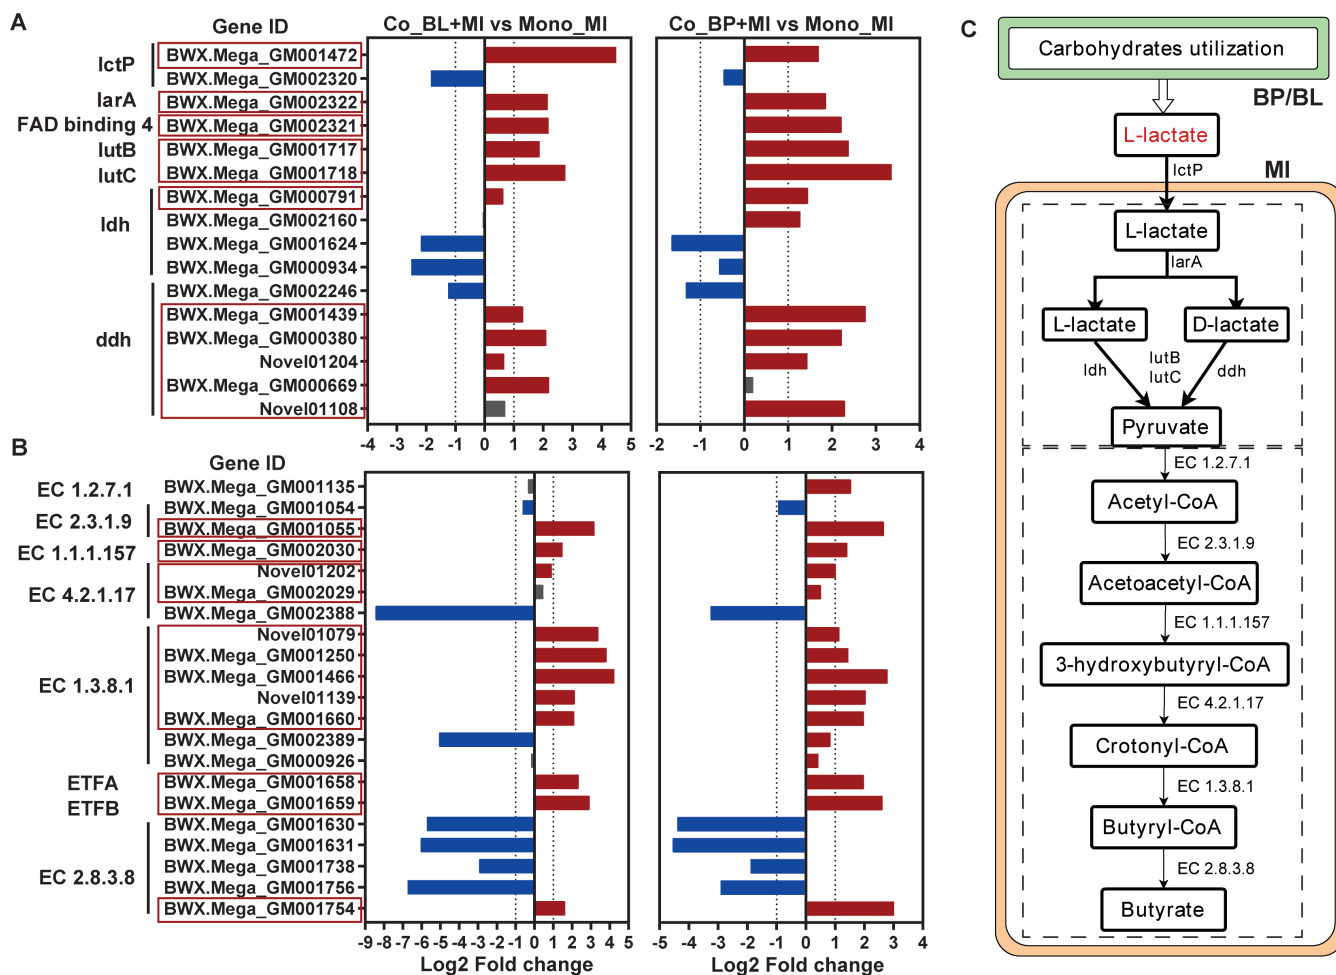 A
Gene ID
Co_BL+MI vs Mono_MI
Co_BP+MI vs Mono_MI
lctP
BWX.Mega_GM001472
BWX.Mega_GM002320
larA
BWX.Mega_GM002322
FAD binding 4
BWX.Mega_GM002321
lutB
BWX.Mega_GM001717
lutC
BWX.Mega_GM001718
ldh
BWX.Mega_GM000791
BWX.Mega_GM002160
BWX.Mega_GM001624
BWX.Mega_GM000934
ddh
BWX.Mega_GM002246
BWX.Mega_GM001439
BWX.Mega_GM000380
Novel01204
BWX.Mega_GM000669
Novel01108
-4 -3 -2 -1 0 1 2 3 4 5
-2 -1 0 1 2 3 4
B
Gene ID
EC 1.2.7.1
BWX.Mega_GM001135
EC 2.3.1.9
BWX.Mega_GM001054
BWX.Mega_GM001055
EC 1.1.1.157
BWX.Mega_GM002030
EC 4.2.1.17
Novel01202
BWX.Mega_GM002029
BWX.Mega_GM002388
EC 1.3.8.1
Novel01079
BWX.Mega_GM001250
BWX.Mega_GM001466
Novel01139
BWX.Mega_GM001660
BWX.Mega_GM002389
BWX.Mega_GM000926
ETFA
BWX.Mega_GM001658
ETFB
BWX.Mega_GM001659
EC 2.8.3.8
BWX.Mega_GM001630
BWX.Mega_GM001631
BWX.Mega_GM001738
BWX.Mega_GM001756
BWX.Mega_GM001754
-9 -8 -7 -6 -5 -4 -3 -2 -1 0 1 2 3 4 5
Log2 Fold change
-5 -4 -3 -2 -1 0 1 2 3 4
Log2 Fold change
C
Carbohydrates utilization
BP/BL
L-lactate
lctP
MI
L-lactate
larA
L-lactate
D-lactate
ldh
lutB
lutC
ddh
Pyruvate
EC 1.2.7.1
Acetyl-CoA
EC 2.3.1.9
Acetoacetyl-CoA
EC 1.1.1.157
3-hydroxybutyryl-CoA
EC 4.2.1.17
Crotonyl-CoA
EC 1.3.8.1
Butyryl-CoA
EC 2.8.3.8
Butyrate